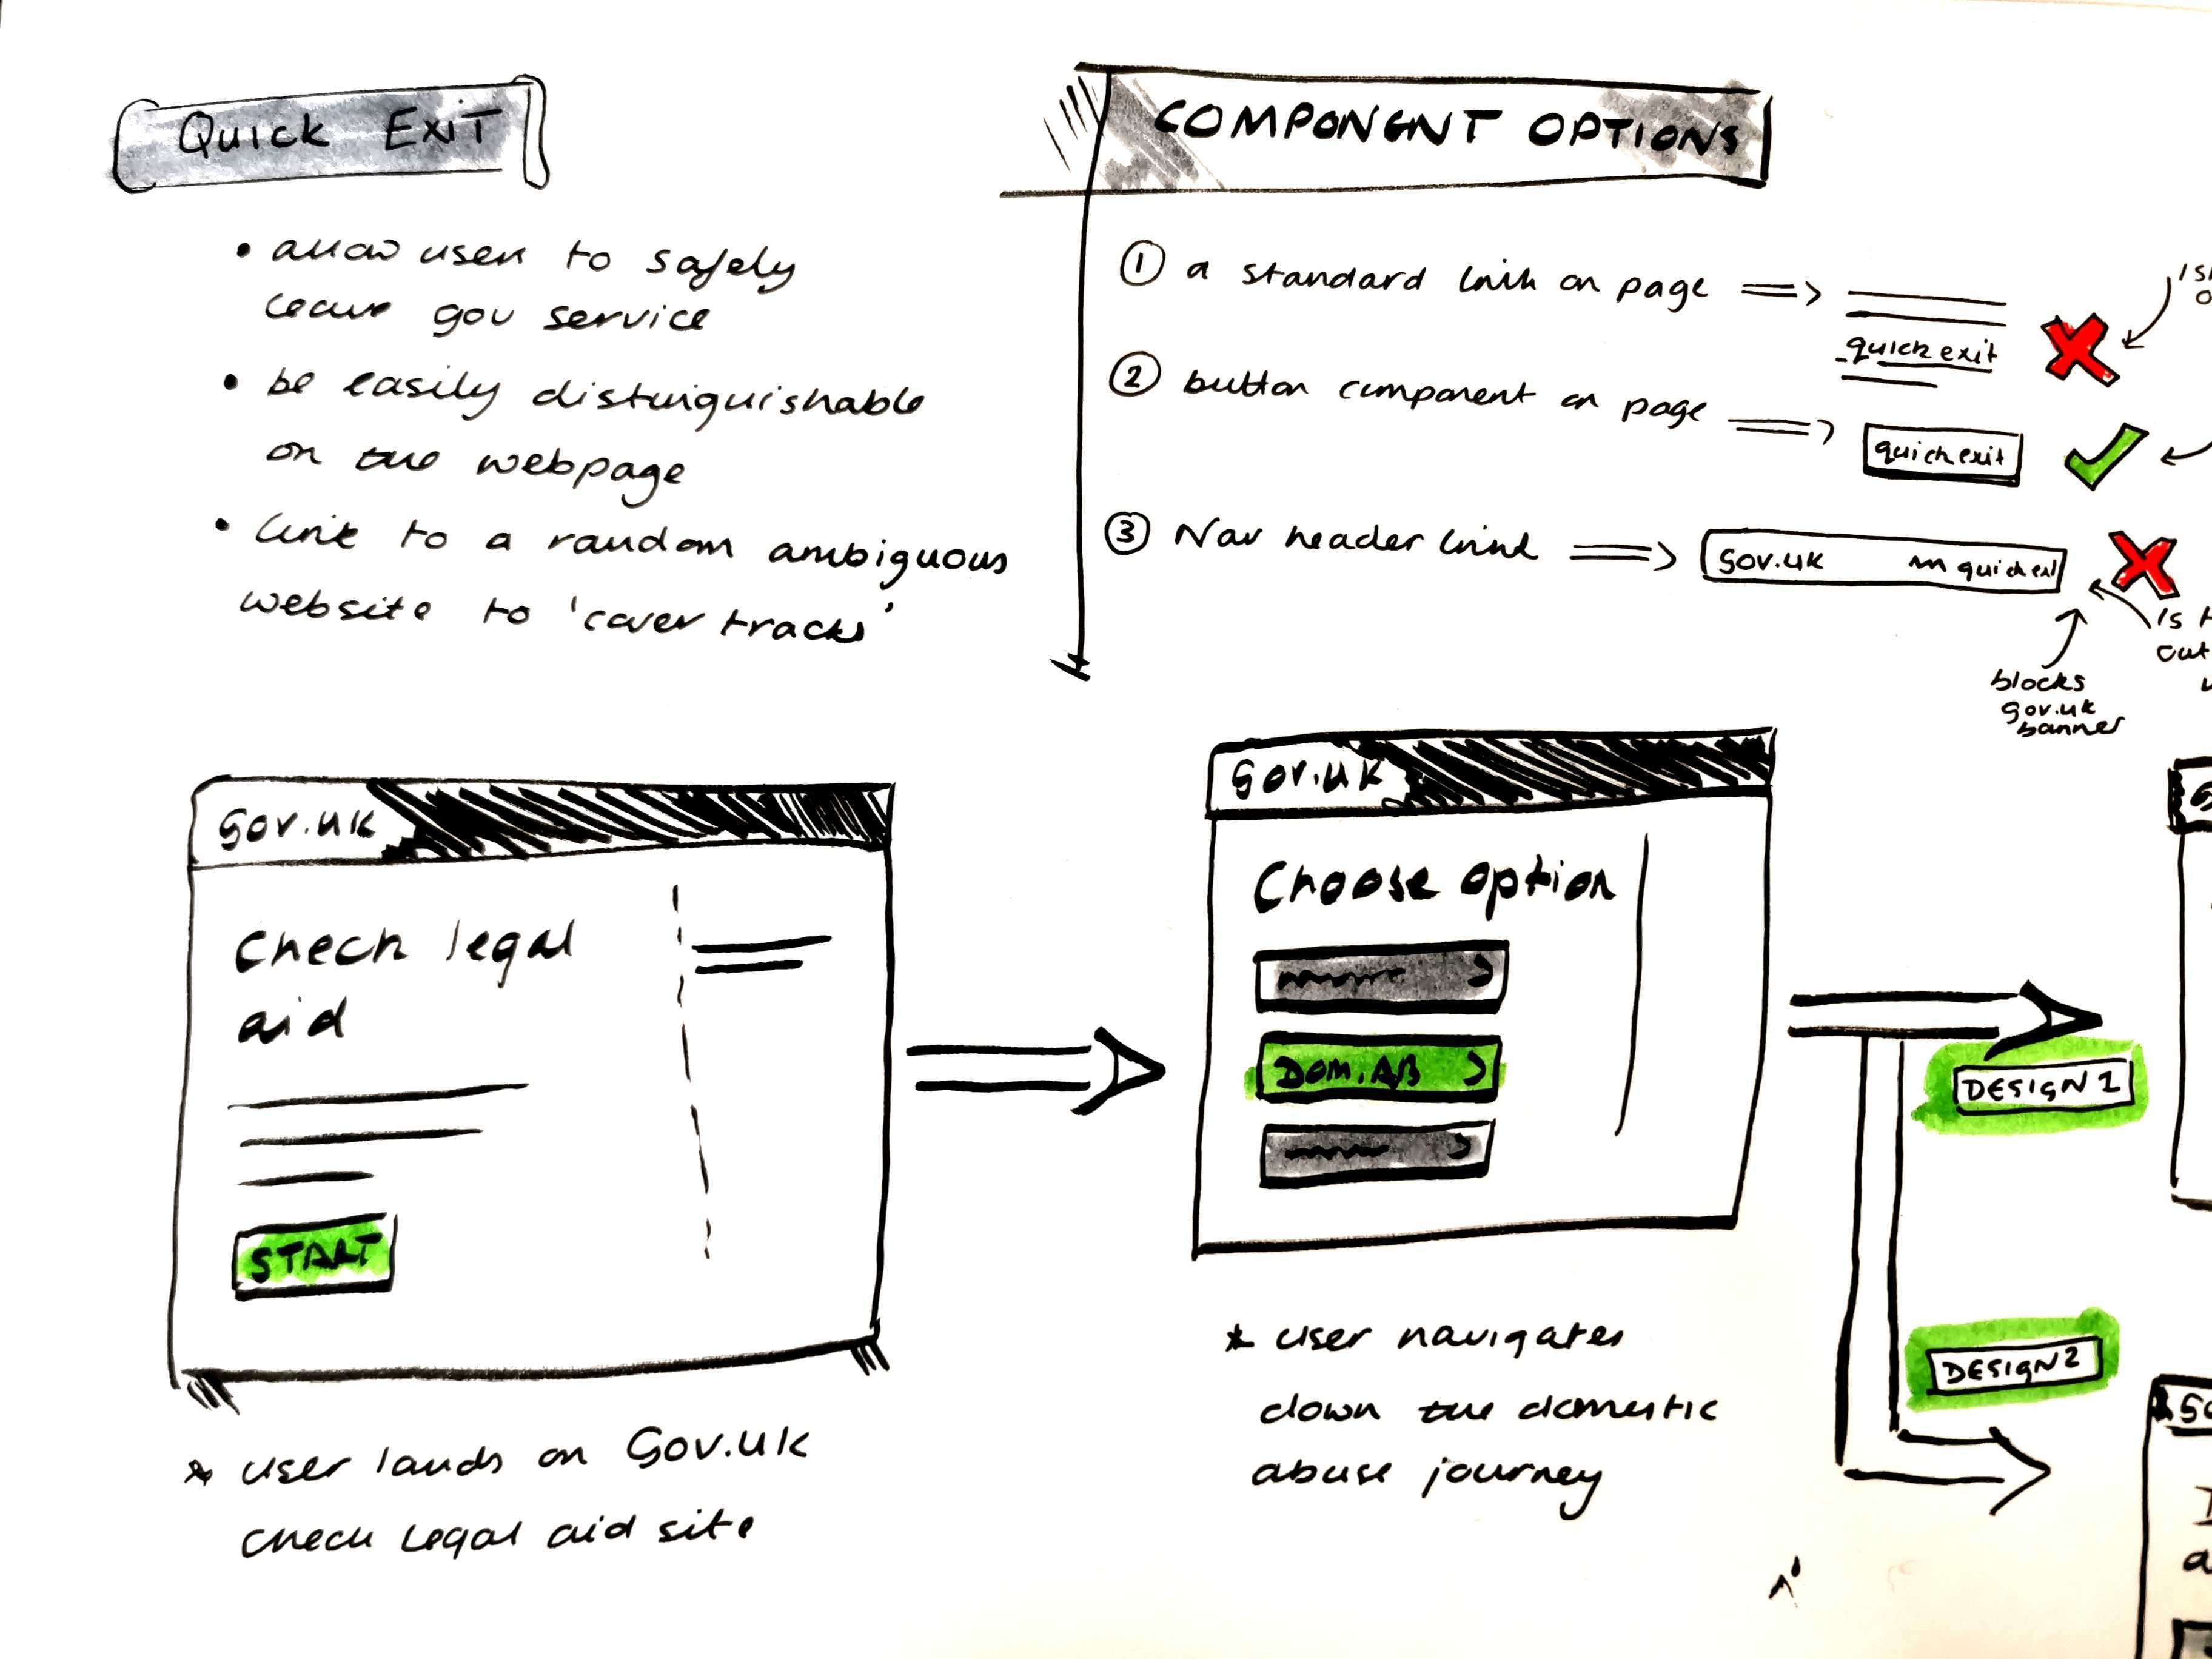 Quick Exit
• allow user to safely
leave gov service
• be easily distinguishable
on the webpage
• link to a random ambiguous
website to 'cover tracks'
COMPONENT OPTIONS
① a standard link on page ⇒
quick exit
② button component on page ⇒
quick exit
③ Nav header link ⇒
gov.uk quick exit
blocks
gov.uk
banner
is
out
gov.uk
Check legal
aid
START
* user lands on Gov.uk
check legal aid site
gov.uk
Choose option
DOM.AB >
* user navigates
down the domestic
abuse journey
DESIGN 1
DESIGN 2